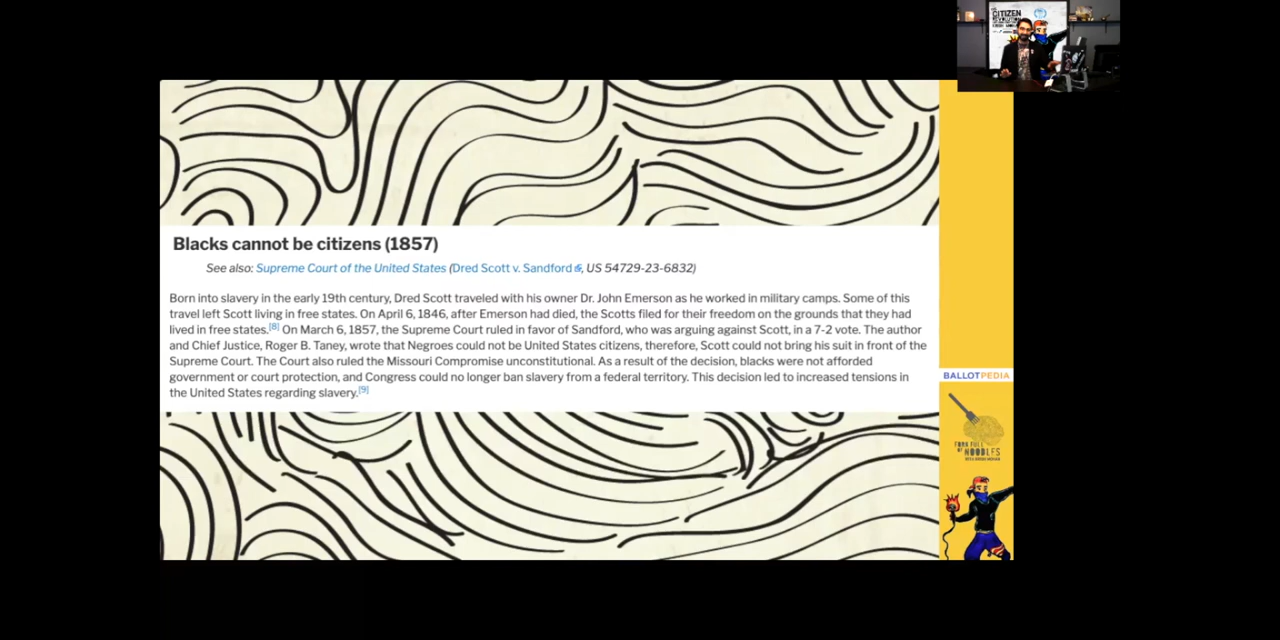 CITIZEN
Blacks cannot be citizens (1857)
See also: Supreme Court of the United States (Dred Scott v. Sandford, US 54729-23-6832)
Born into slavery in the early 19th century, Dred Scott traveled with his owner Dr. John Emerson as he worked in military camps. Some of this
travel left Scott living in free states. On April 6, 1846, after Emerson had died, the Scotts filed for their freedom on the grounds that they had
lived in free states.[8] On March 6, 1857, the Supreme Court ruled in favor of Sandford, who was arguing against Scott, in a 7-2 vote. The author
and Chief Justice, Roger B. Taney, wrote that Negroes could not be United States citizens, therefore, Scott could not bring his suit in front of the
Supreme Court. The Court also ruled the Missouri Compromise unconstitutional. As a result of the decision, blacks were not afforded
government or court protection, and Congress could no longer ban slavery from a federal territory. This decision led to increased tensions in
the United States regarding slavery.[9]
BALLOTPEDIA
FORK FULL
OF NOODLES